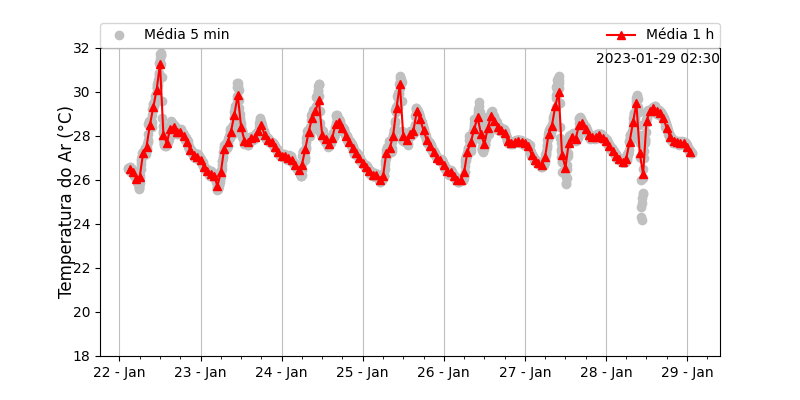 Média 5 min
Média 1 h
2023-01-29 02:30
Temperatura do Ar (°C)
32
30
28
26
24
22
20
18
22 - Jan
23 - Jan
24 - Jan
25 - Jan
26 - Jan
27 - Jan
28 - Jan
29 - Jan